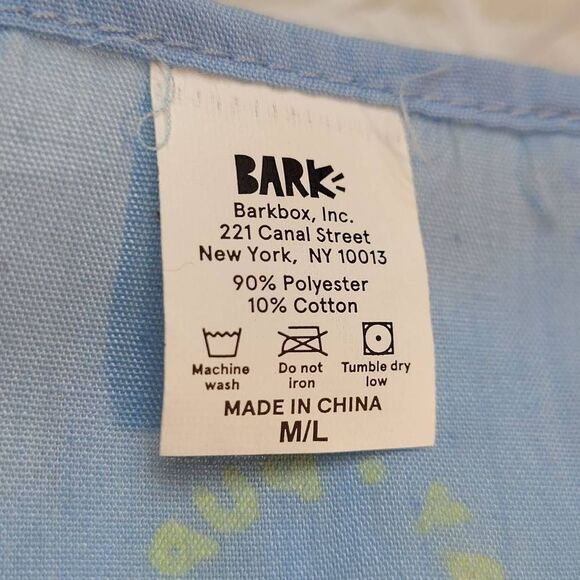 BARK
Barkbox, Inc.
221 Canal Street
New York, NY 10013
90% Polyester
10% Cotton
Machine wash
Do not iron
Tumble dry low
MADE IN CHINA
M/L